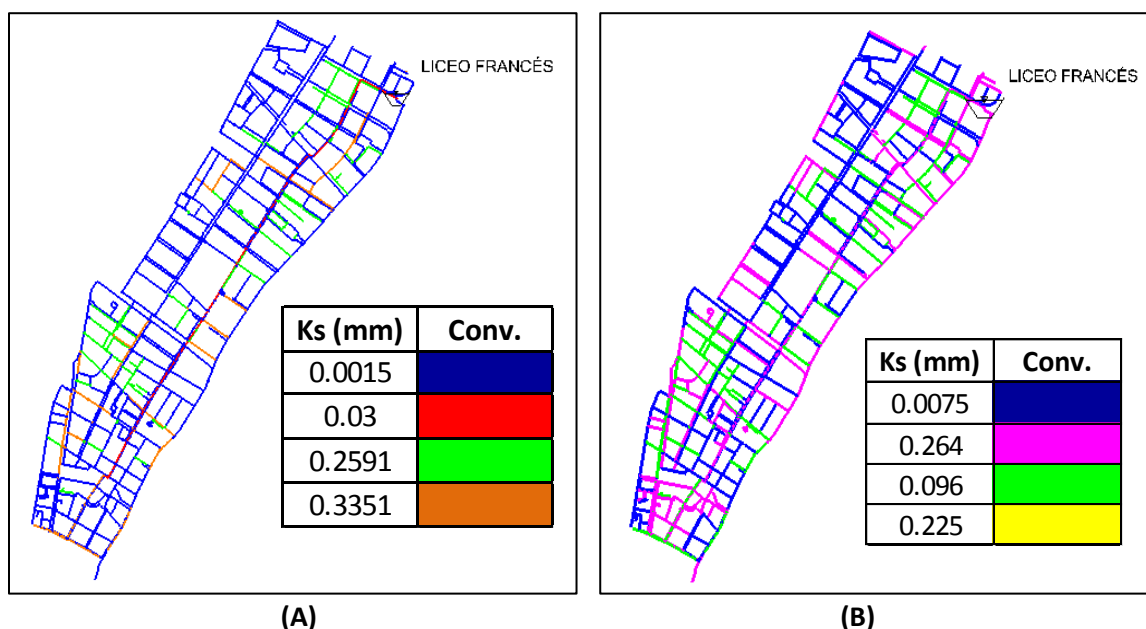 LICEO FRANCÉS
Ks (mm) Conv.
0.0015
0.03
0.2591
0.3351
(A)
LICEO FRANCÉS
Ks (mm) Conv.
0.0075
0.264
0.096
0.225
(B)